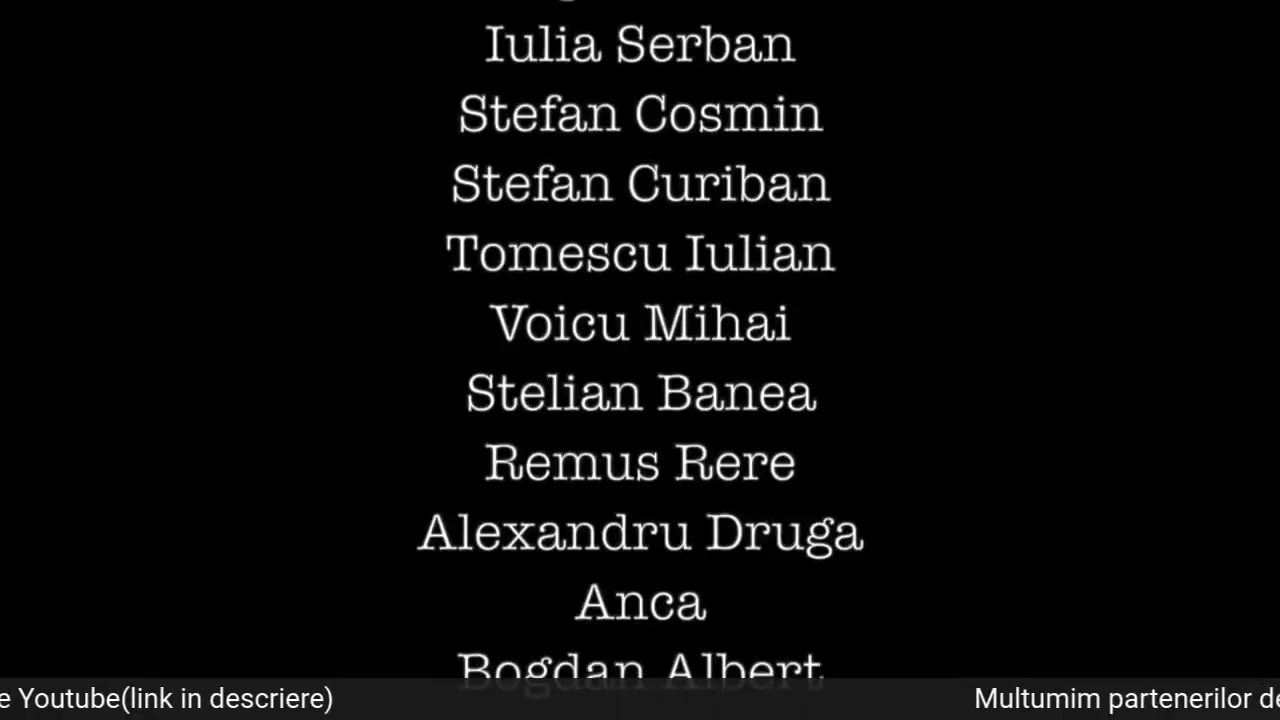 Iulia Serban
Stefan Cosmin
Stefan Curiban
Tomescu Iulian
Voicu Mihai
Stelian Banea
Remus Rere
Alexandru Druga
Anca
Bogdan Albert
e Youtube(link in descriere)
Multumim partenerilor de